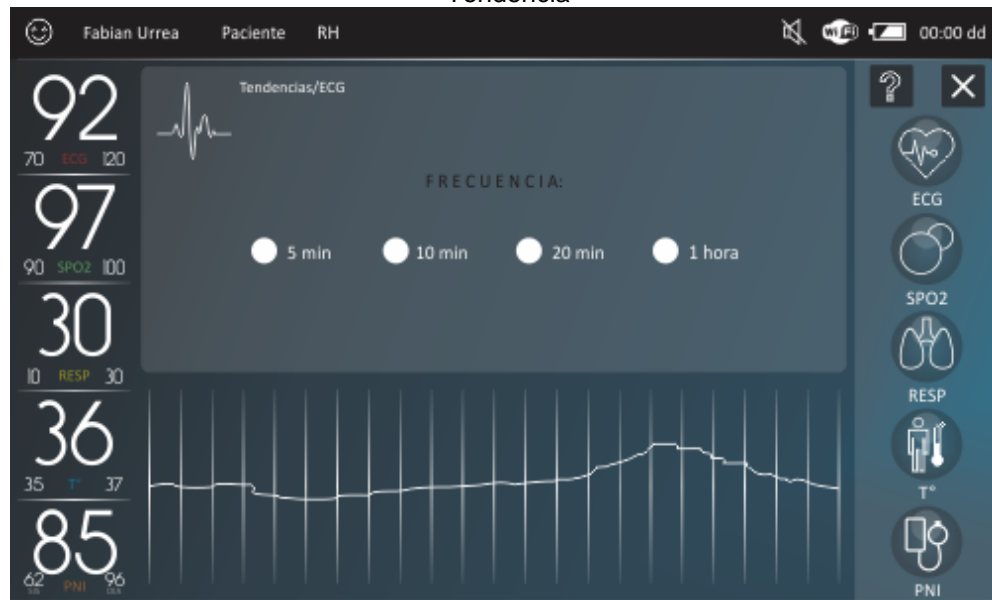 Tendencia
Fabian Urrea Paciente RH WiFi 00:00 dd
92
70 ECG 120
97
90 SPO2 100
30
10 RESP 30
36
35 T° 37
85
62 PNI 96
Tendencias/ECG
FRECUENCIA:
5 min 10 min 20 min 1 hora
?
X
ECG
SPO2
RESP
T°
PNI